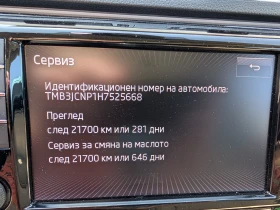 Сервиз
Идентификационен номер на автомобила:
TMB3JCNP1H7525668
Преглед
след 21700 км или 281 дни
Сервиз за смяна на маслото
след 21700 км или 646 дни